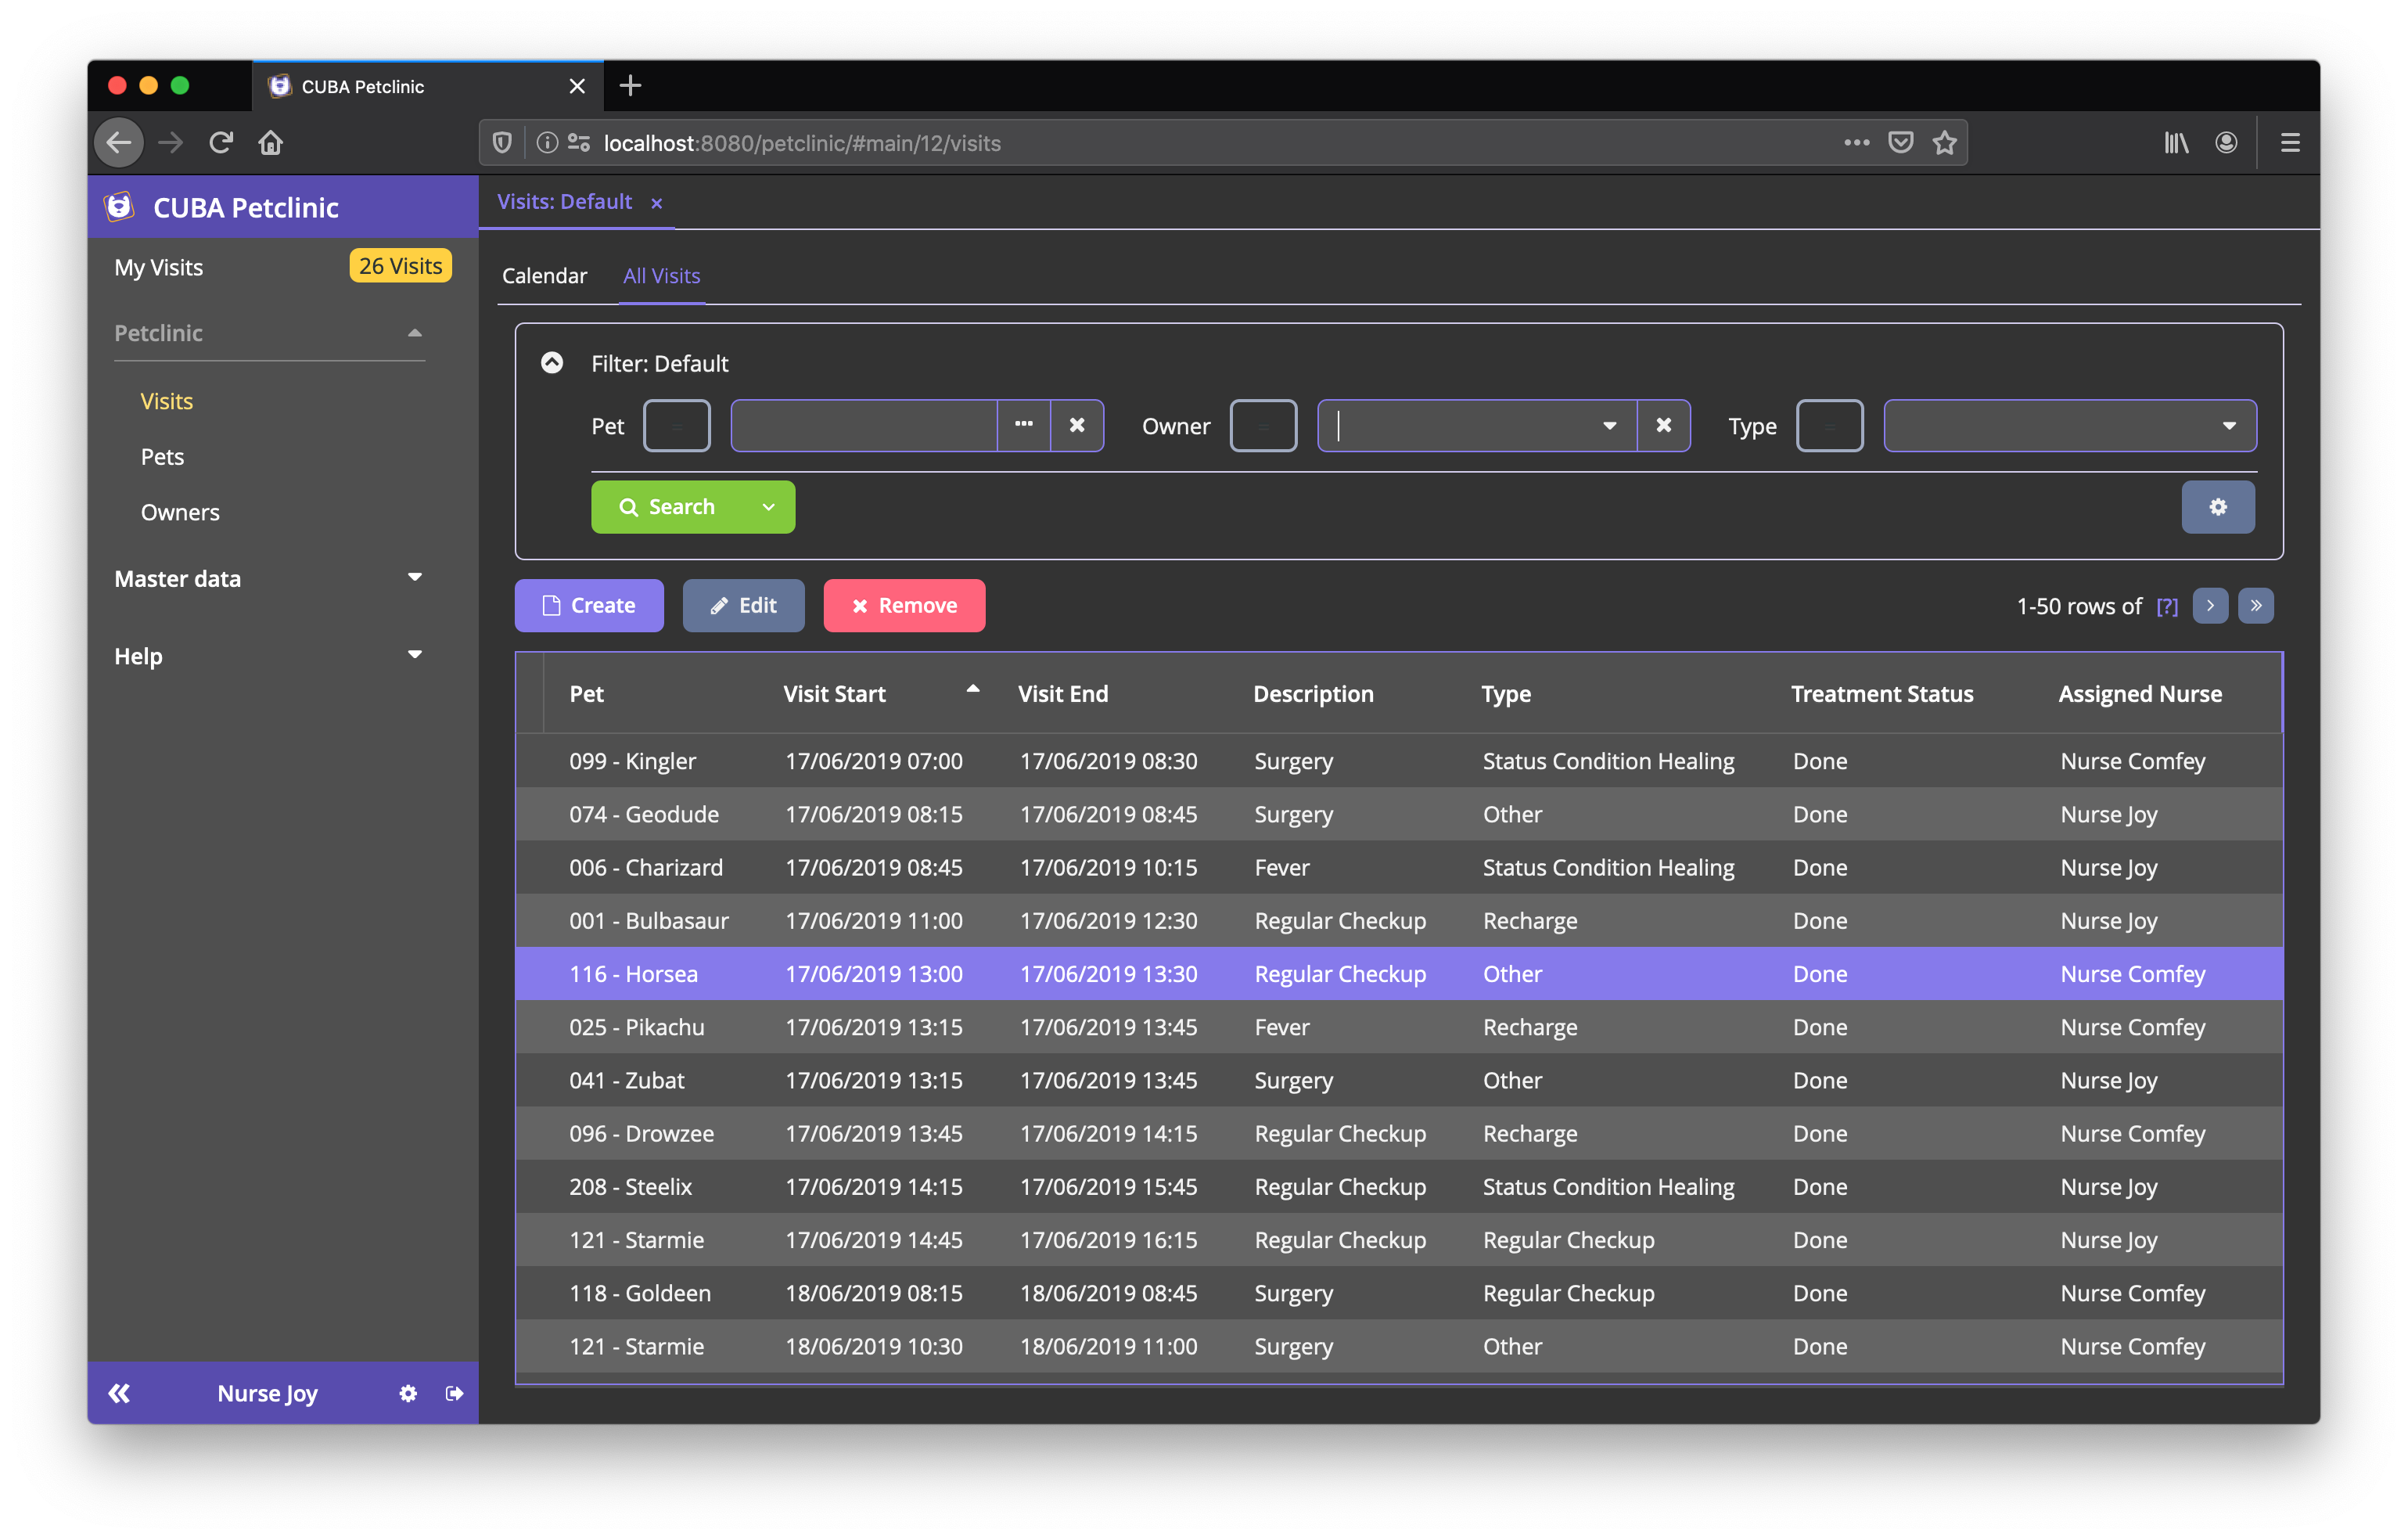 CUBA Petclinic
localhost:8080/petclinic/#main/12/visits
CUBA Petclinic
My Visits 26 Visits
Petclinic
Visits
Pets
Owners
Master data
Help
Nurse Joy
Visits: Default
Calendar All Visits
Filter: Default
Pet = Owner = Type =
Search
Create Edit Remove 1-50 rows of [?]
Pet Visit Start Visit End Description Type Treatment Status Assigned Nurse
099 - Kingler 17/06/2019 07:00 17/06/2019 08:30 Surgery Status Condition Healing Done Nurse Comfey
074 - Geodude 17/06/2019 08:15 17/06/2019 08:45 Surgery Other Done Nurse Joy
006 - Charizard 17/06/2019 08:45 17/06/2019 10:15 Fever Status Condition Healing Done Nurse Joy
001 - Bulbasaur 17/06/2019 11:00 17/06/2019 12:30 Regular Checkup Recharge Done Nurse Joy
116 - Horsea 17/06/2019 13:00 17/06/2019 13:30 Regular Checkup Other Done Nurse Comfey
025 - Pikachu 17/06/2019 13:15 17/06/2019 13:45 Fever Recharge Done Nurse Comfey
041 - Zubat 17/06/2019 13:15 17/06/2019 13:45 Surgery Other Done Nurse Joy
096 - Drowzee 17/06/2019 13:45 17/06/2019 14:15 Regular Checkup Recharge Done Nurse Comfey
208 - Steelix 17/06/2019 14:15 17/06/2019 15:45 Regular Checkup Status Condition Healing Done Nurse Joy
121 - Starmie 17/06/2019 14:45 17/06/2019 16:15 Regular Checkup Regular Checkup Done Nurse Joy
118 - Goldeen 18/06/2019 08:15 18/06/2019 08:45 Surgery Regular Checkup Done Nurse Comfey
121 - Starmie 18/06/2019 10:30 18/06/2019 11:00 Surgery Other Done Nurse Comfey